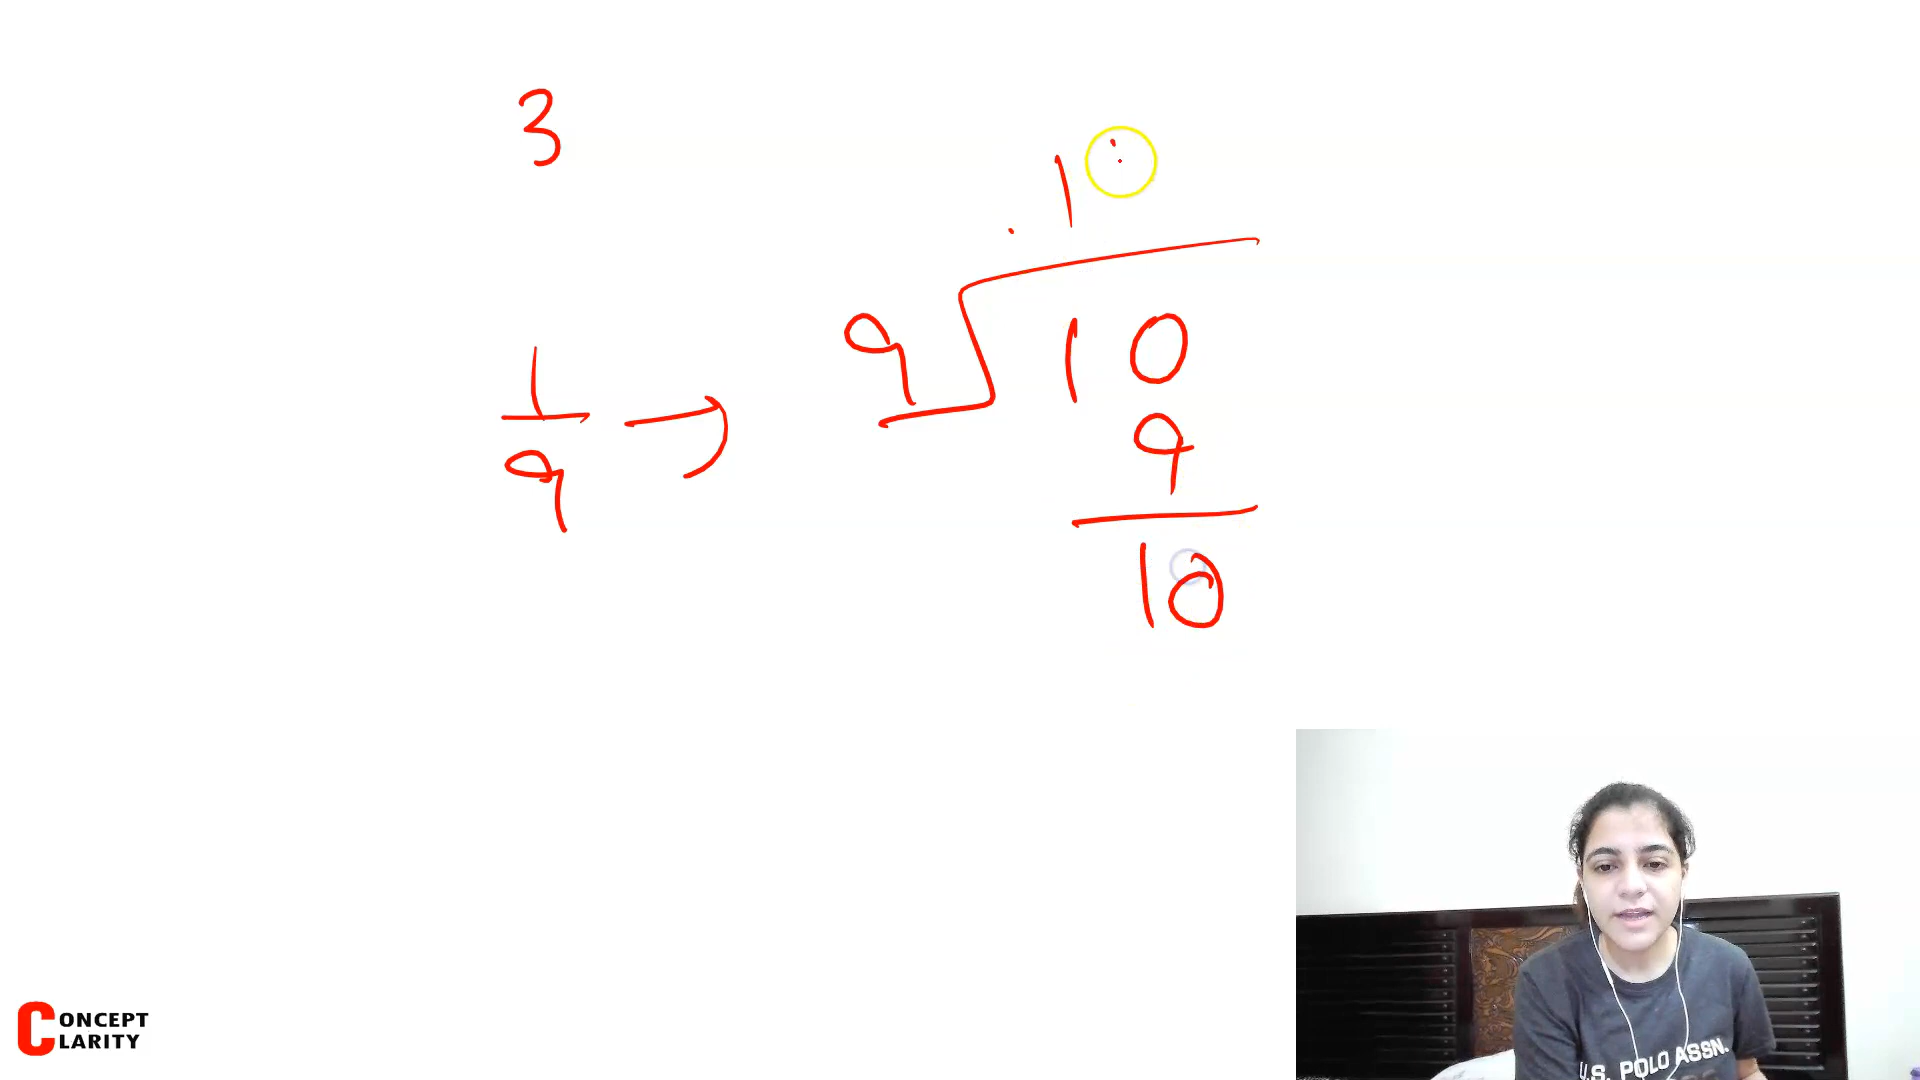 3
.1
9 10
1/9 → 9
10
CONCEPT
CLARITY
U.S. POLO ASSN.